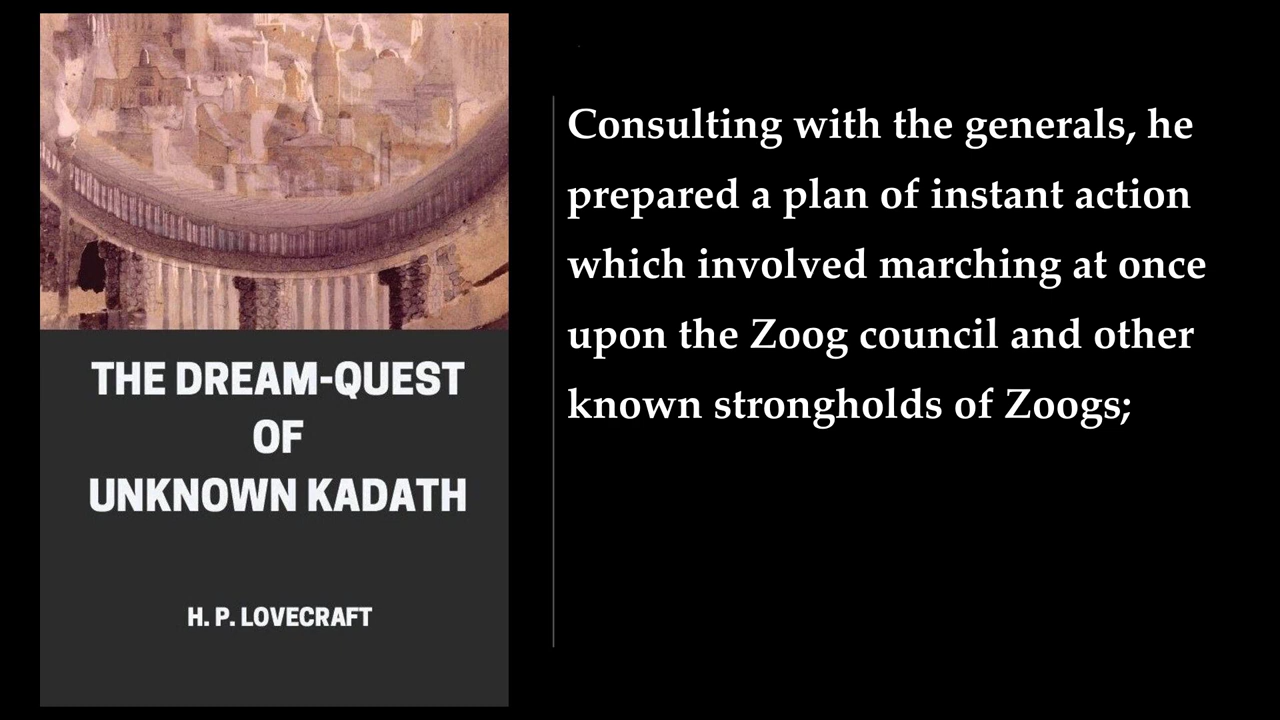 THE DREAM-QUEST
OF
UNKNOWN KADATH
H. P. LOVECRAFT
Consulting with the generals, he
prepared a plan of instant action
which involved marching at once
upon the Zoog council and other
known strongholds of Zoogs;